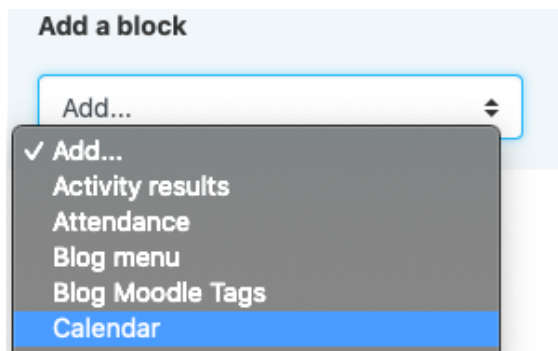 Add a block
Add...
✓ Add...
Activity results
Attendance
Blog menu
Blog Moodle Tags
Calendar